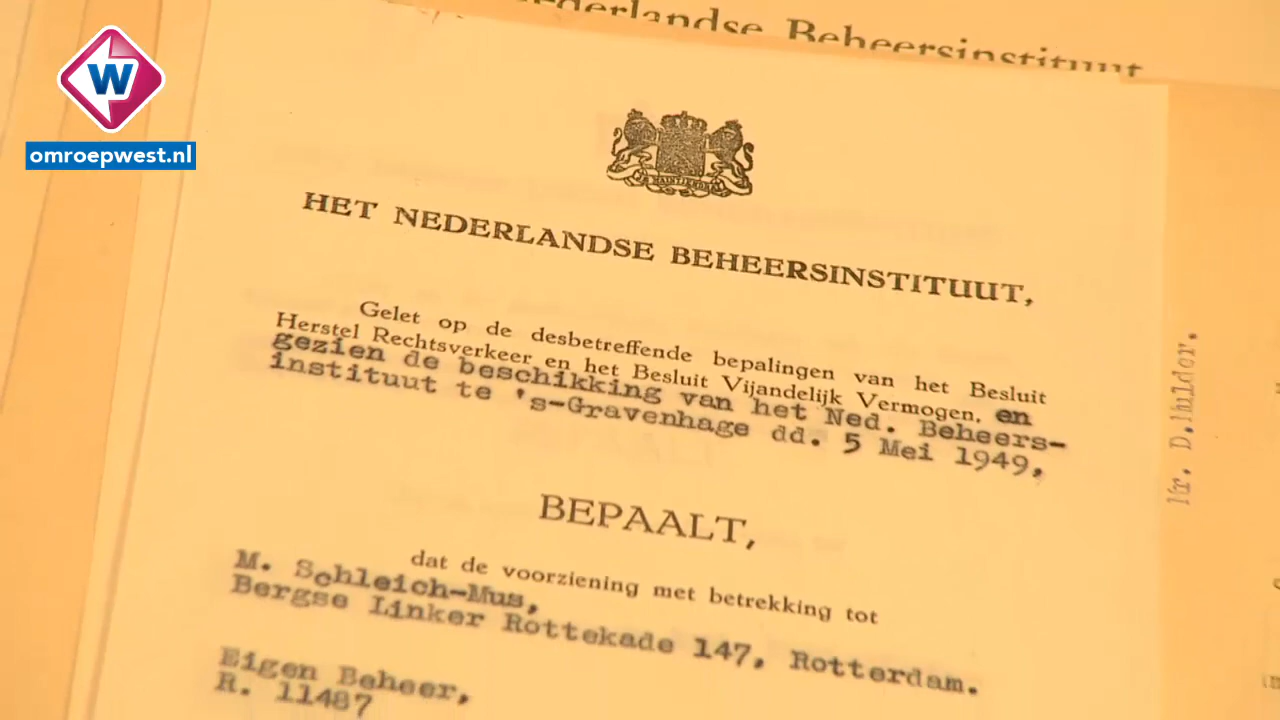 W
omroepwest.nl
Nederlandse Beheersinstituut
HET NEDERLANDSE BEHEERSINSTITUUT,
Gelet op de desbetreffende bepalingen van het Besluit
Herstel Rechtsverkeer en het Besluit Vijandelijk Vermogen, en
gezien de beschikking van het Ned. Beheers-
instituut te 's-Gravenhage dd. 5 Mei 1949,
BEPAALT,
dat de voorziening met betrekking tot
M. Schleich-Mus,
Bergse Linker Rottekade 147, Rotterdam.
Eigen Beheer,
R. 11487
Mr. D. Mulder.